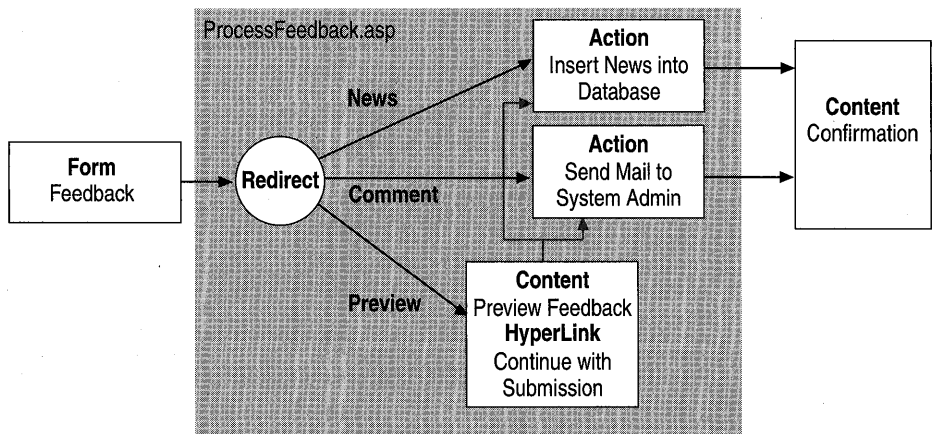 ProcessFeedback.asp
Form
Feedback
Redirect
News
Comment
Preview
Action
Insert News into
Database
Action
Send Mail to
System Admin
Content
Preview Feedback
HyperLink
Continue with
Submission
Content
Confirmation